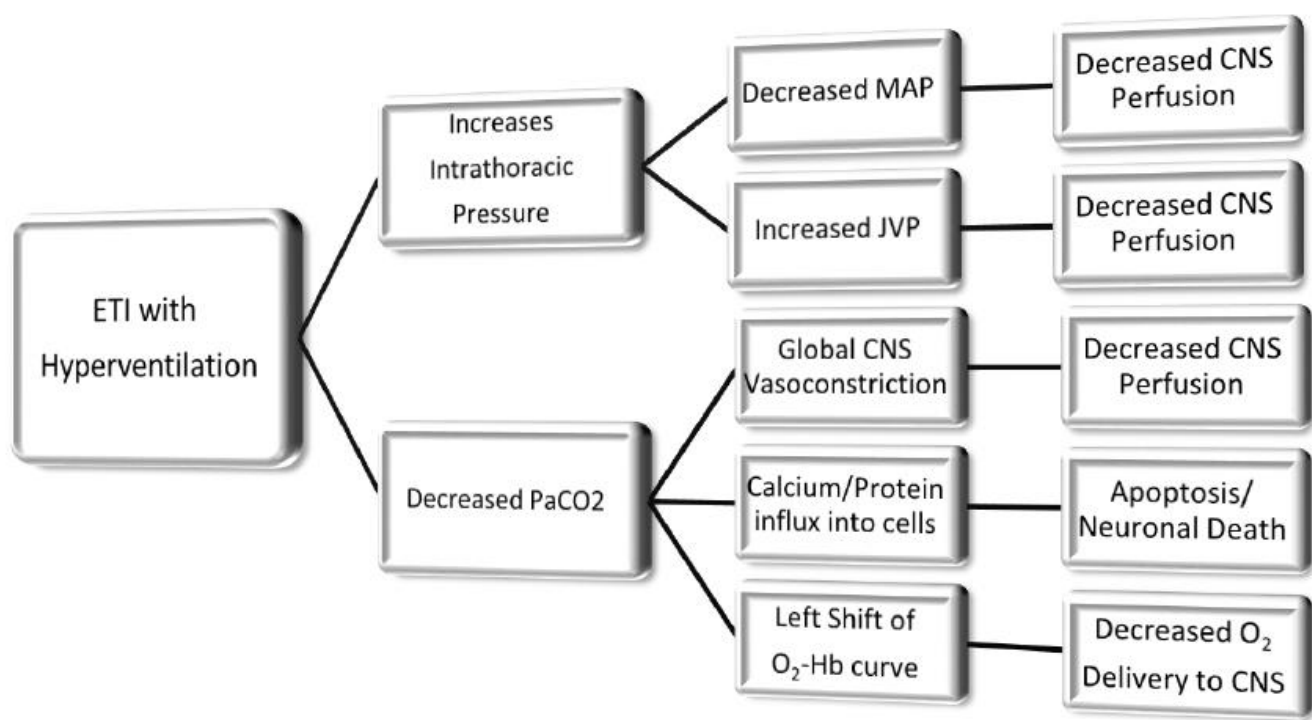 ETI with
Hyperventilation
Increases
Intrathoracic
Pressure
Decreased MAP
Decreased CNS
Perfusion
Increased JVP
Decreased CNS
Perfusion
Decreased PaCO2
Global CNS
Vasoconstriction
Decreased CNS
Perfusion
Calcium/Protein
influx into cells
Apoptosis/
Neuronal Death
Left Shift of
O₂-Hb curve
Decreased O₂
Delivery to CNS